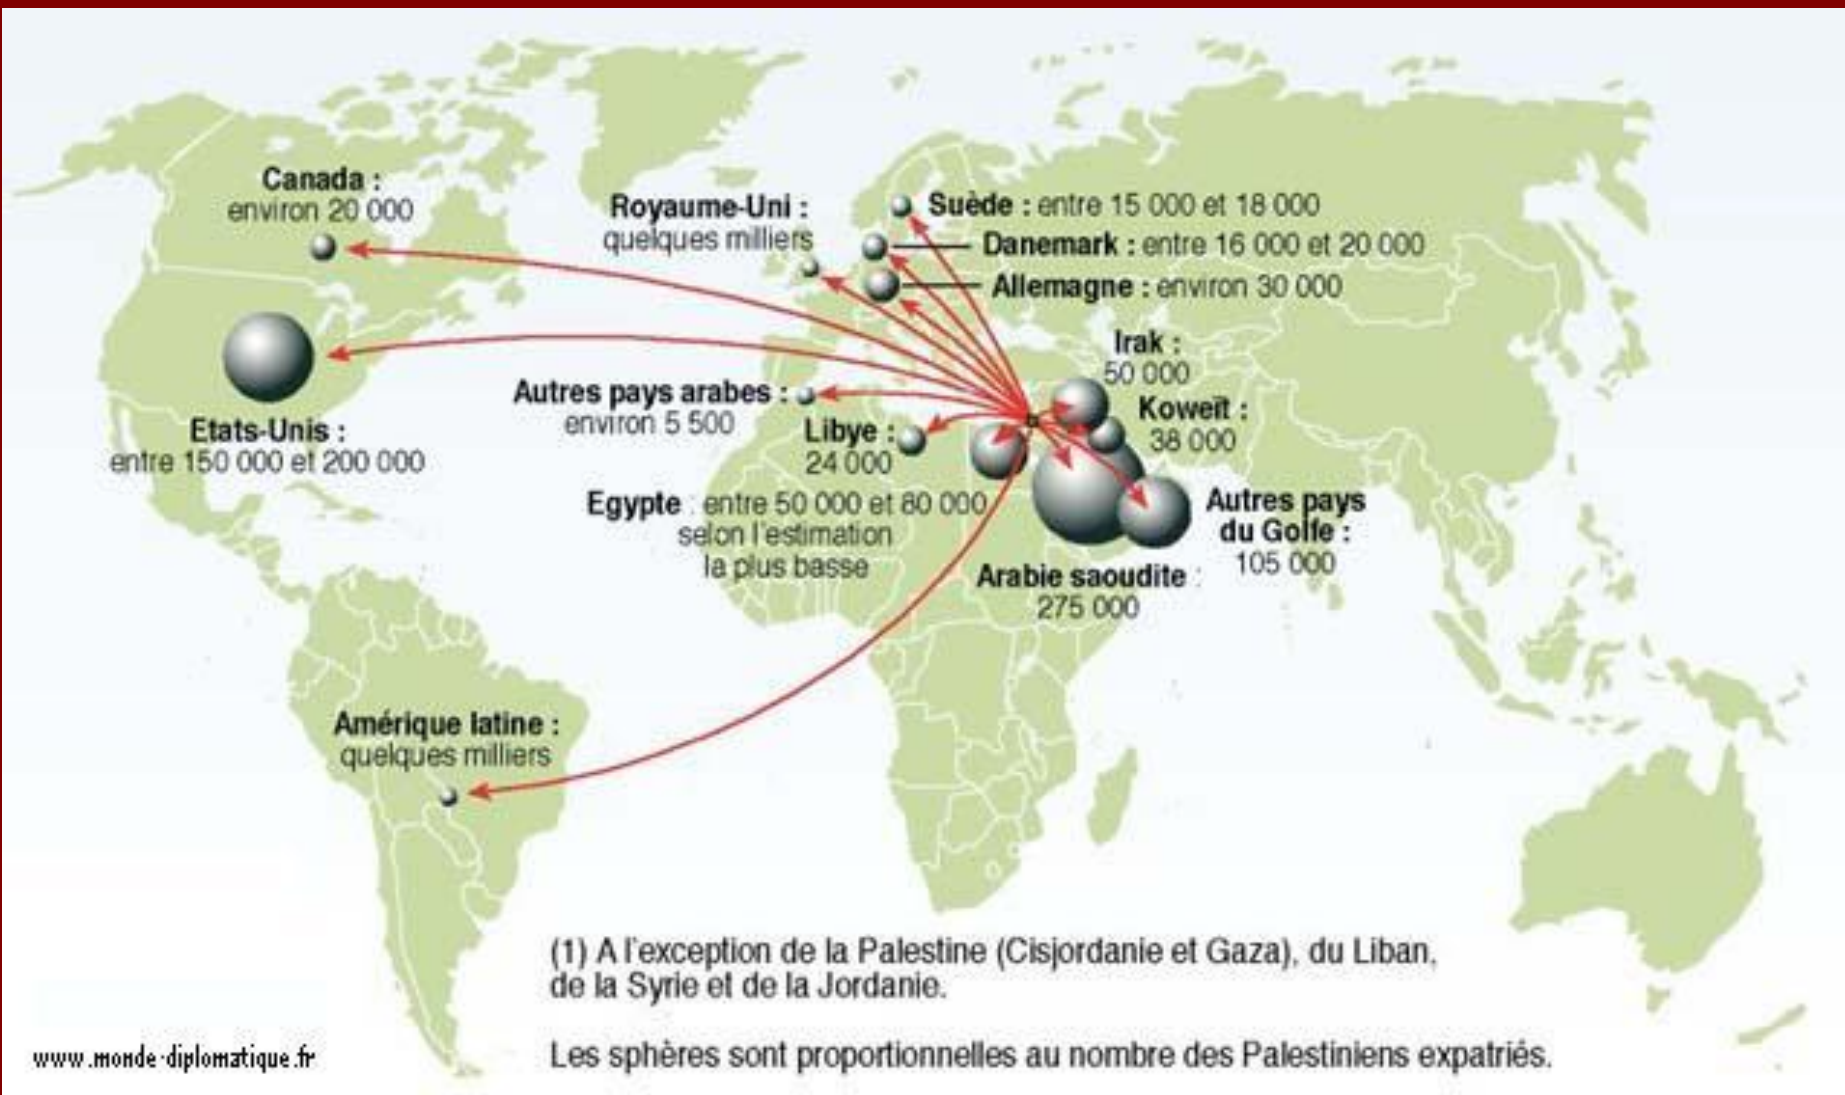 Canada :
environ 20 000
Royaume-Uni :
quelques milliers
Suède : entre 15 000 et 18 000
Danemark : entre 16 000 et 20 000
Allemagne : environ 30 000
Irak :
50 000
Koweït :
38 000
Autres pays arabes :
environ 5 500
Libye :
24 000
Etats-Unis :
entre 150 000 et 200 000
Egypte : entre 50 000 et 80 000
selon l'estimation
la plus basse
Autres pays
du Golfe :
105 000
Arabie saoudite :
275 000
Amérique latine :
quelques milliers
(1) A l'exception de la Palestine (Cisjordanie et Gaza), du Liban,
de la Syrie et de la Jordanie.
Les sphères sont proportionnelles au nombre des Palestiniens expatriés.
www.monde-diplomatique.fr